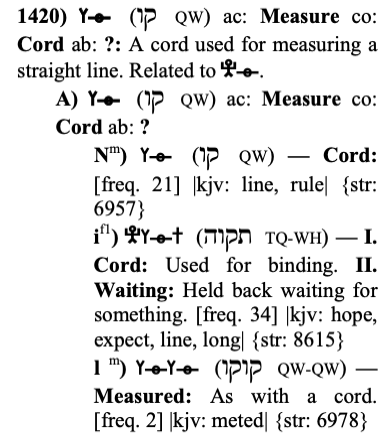 1420) (קו QW) ac: Measure co:
Cord ab: ?: A cord used for measuring a
straight line. Related to .
A) (קו QW) ac: Measure co:
Cord ab: ?
Nᵐ) (קו QW) — Cord:
[freq. 21] |kjv: line, rule| {str:
6957}
iᶠ¹) (תקוה TQ-WH) — I.
Cord: Used for binding. II.
Waiting: Held back waiting for
something. [freq. 34] |kjv: hope,
expect, line, long| {str: 8615}
l ᵐ) (קוקו QW-QW) —
Measured: As with a cord.
[freq. 2] |kjv: meted| {str: 6978}